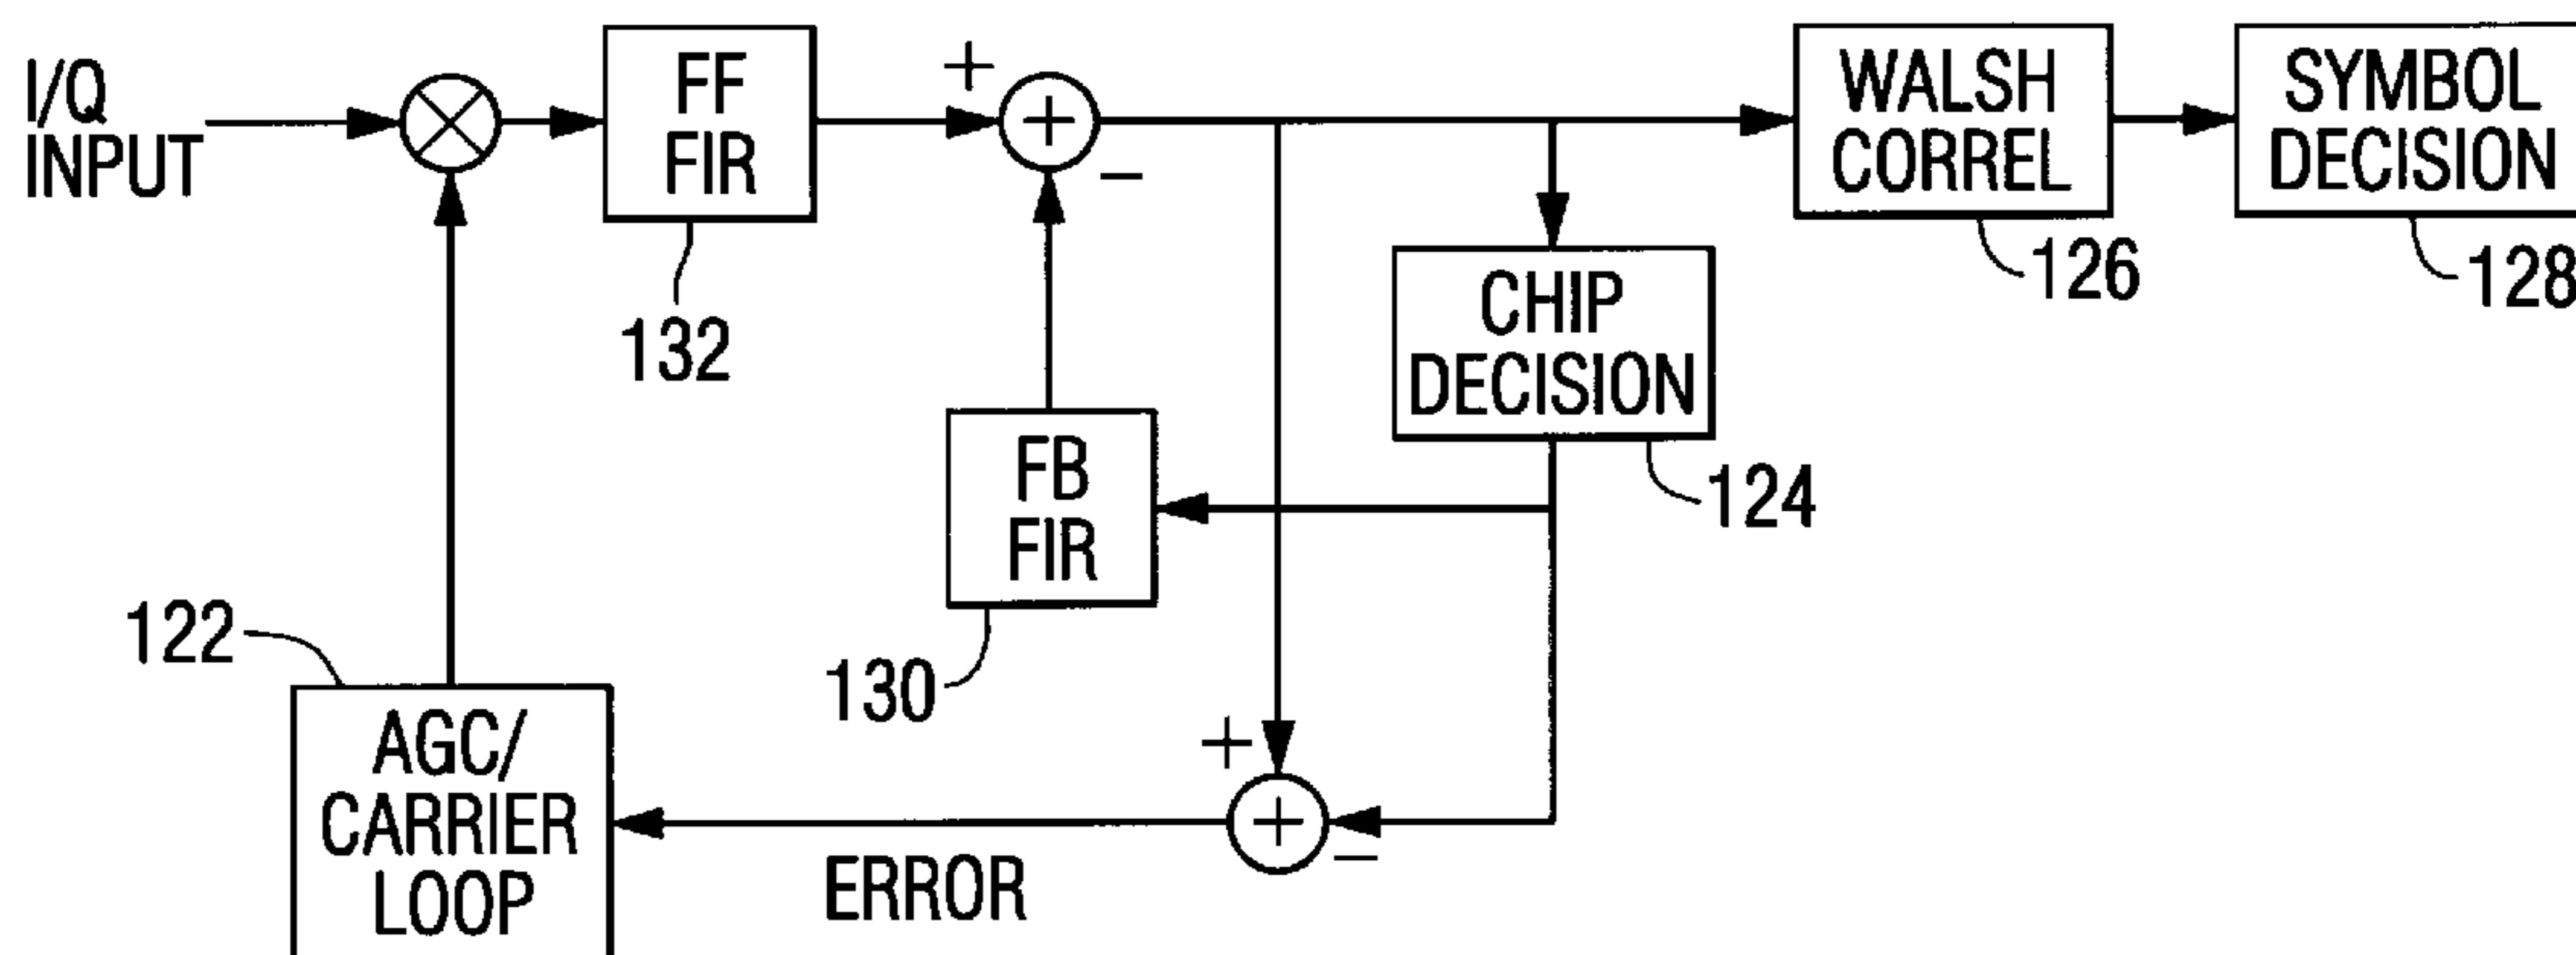 I/Q
INPUT
FF
FIR
132
+
+
−
WALSH
CORREL
126
SYMBOL
DECISION
128
CHIP
DECISION
124
FB
FIR
130
122
AGC/
CARRIER
LOOP
ERROR
+
+
−